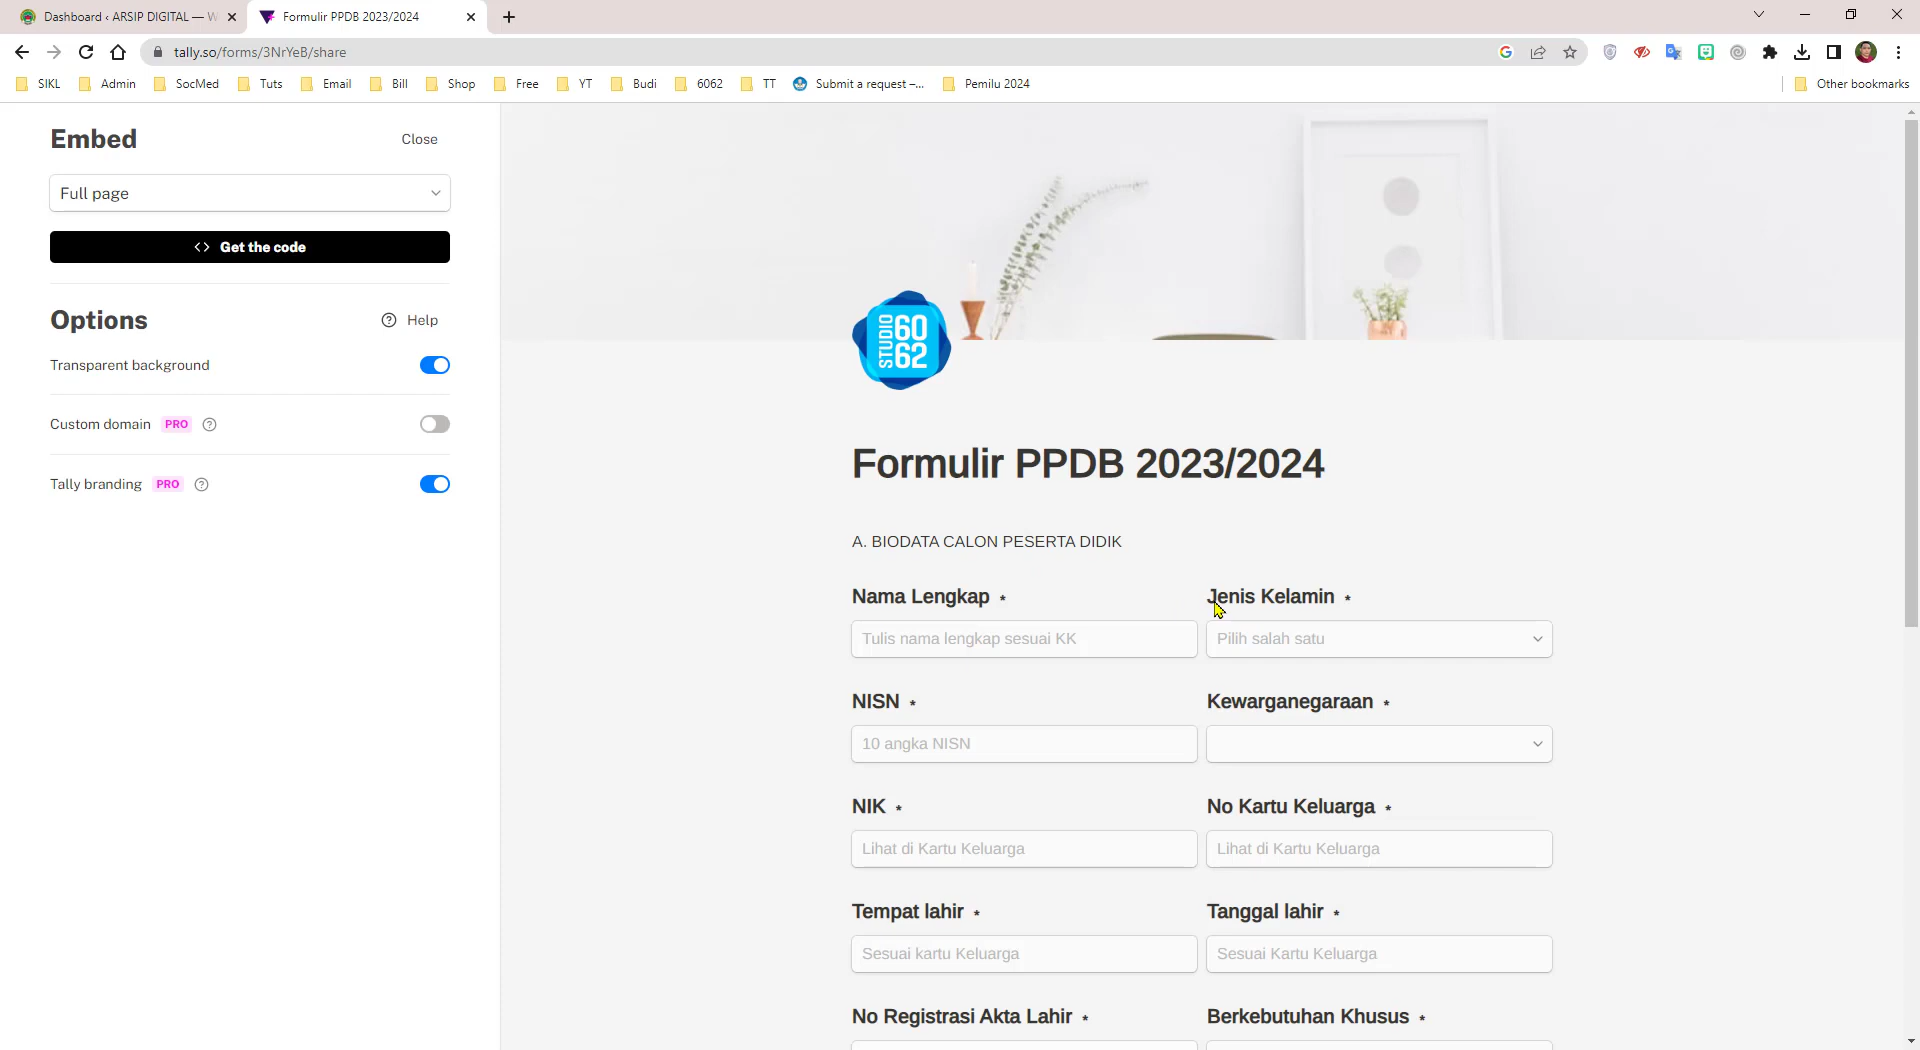 Dashboard ‹ ARSIP DIGITAL — W
Formulir PPDB 2023/2024
tally.so/forms/3NrYeB/share
SIKL
Admin
SocMed
Tuts
Email
Bill
Shop
Free
YT
Budi
6062
TT
Submit a request –...
Pemilu 2024
Other bookmarks
Embed
Close
Full page
Get the code
Options
Help
Transparent background
Custom domain PRO
Tally branding PRO
STUDIO 60 62
Formulir PPDB 2023/2024
A. BIODATA CALON PESERTA DIDIK
Nama Lengkap *
Jenis Kelamin *
Tulis nama lengkap sesuai KK
Pilih salah satu
NISN *
Kewarganegaraan *
10 angka NISN
NIK *
No Kartu Keluarga *
Lihat di Kartu Keluarga
Lihat di Kartu Keluarga
Tempat lahir *
Tanggal lahir *
Sesuai kartu Keluarga
Sesuai Kartu Keluarga
No Registrasi Akta Lahir *
Berkebutuhan Khusus *